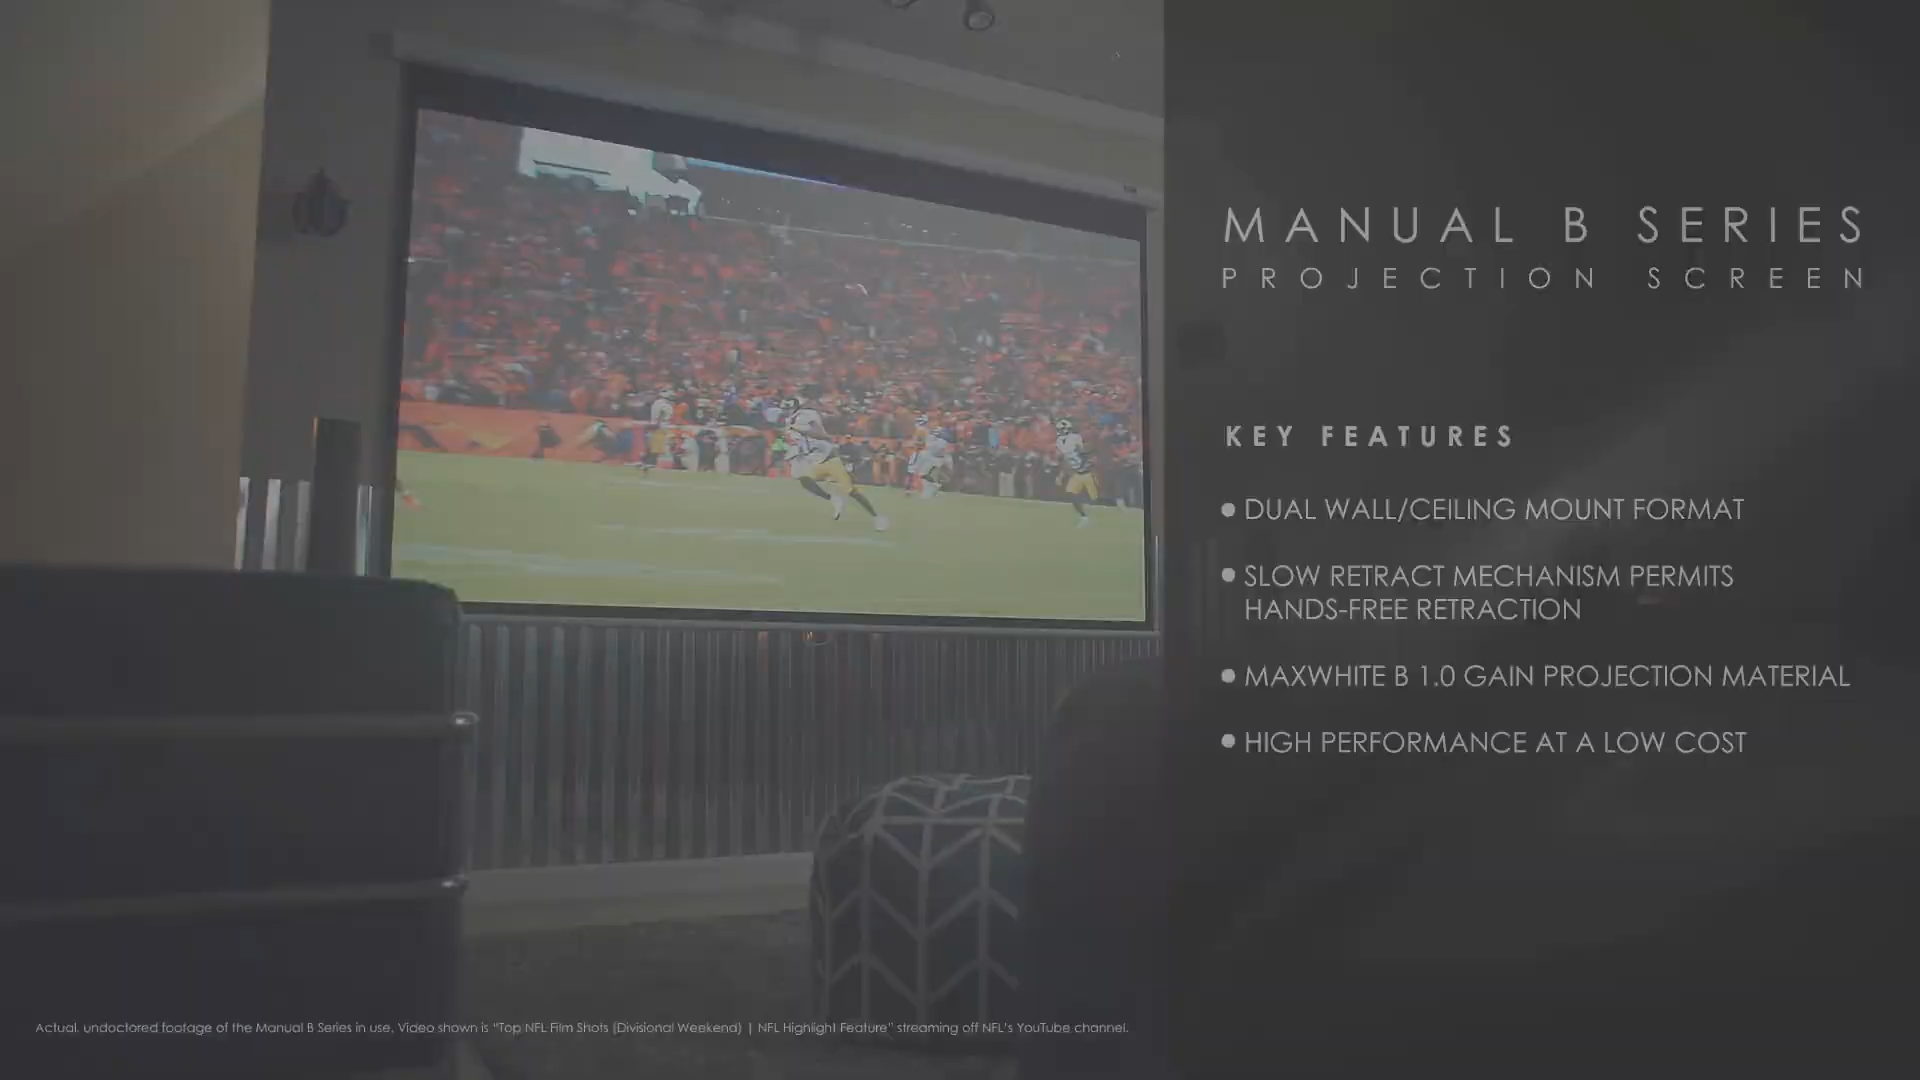 MANUAL B SERIES
PROJECTION SCREEN
KEY FEATURES
● DUAL WALL/CEILING MOUNT FORMAT
● SLOW RETRACT MECHANISM PERMITS
HANDS-FREE RETRACTION
● MAXWHITE B 1.0 GAIN PROJECTION MATERIAL
● HIGH PERFORMANCE AT A LOW COST
Actual, undoctored footage of the Manual B Series in use. Video shown is "Top NFL Film Shots (Divisional Weekend) | NFL Highlight Feature" streaming off NFL's YouTube channel.